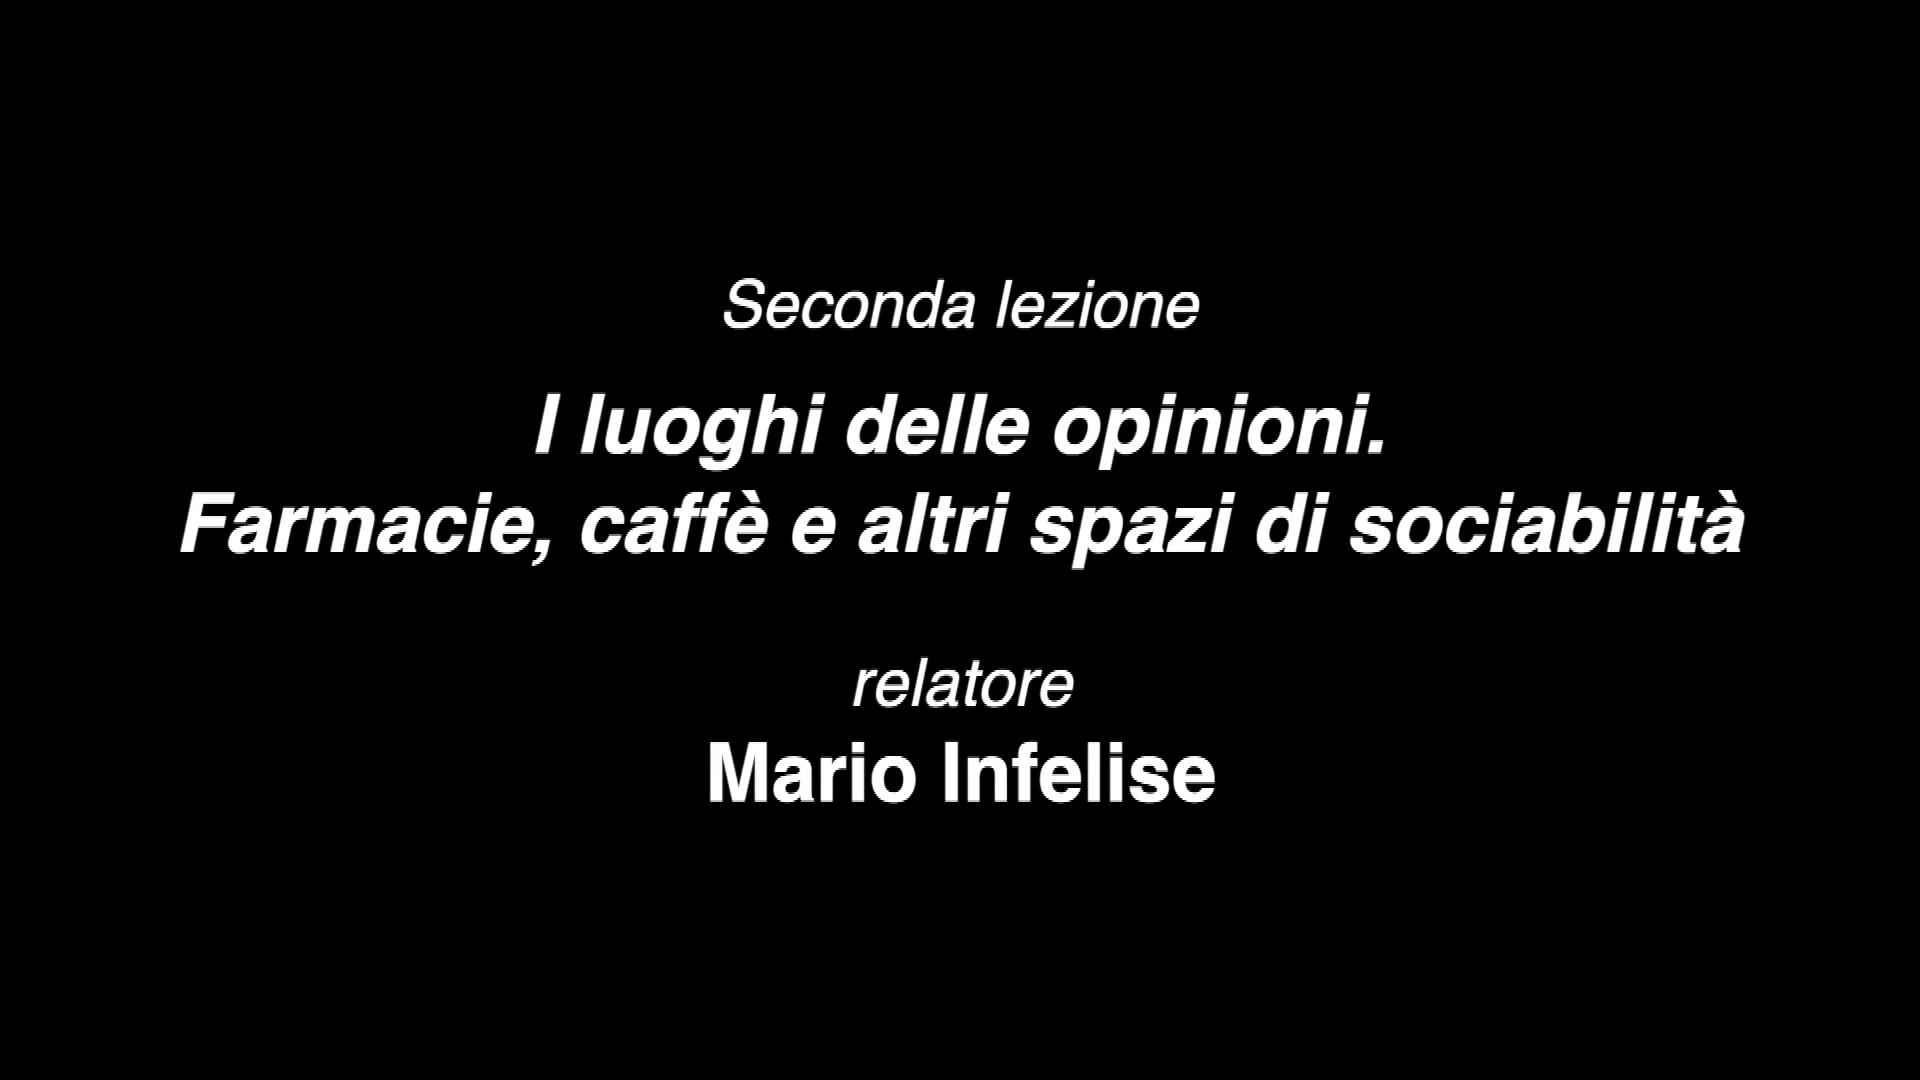 Seconda lezione
I luoghi delle opinioni.
Farmacie, caffè e altri spazi di sociabilità
relatore
Mario Infelise